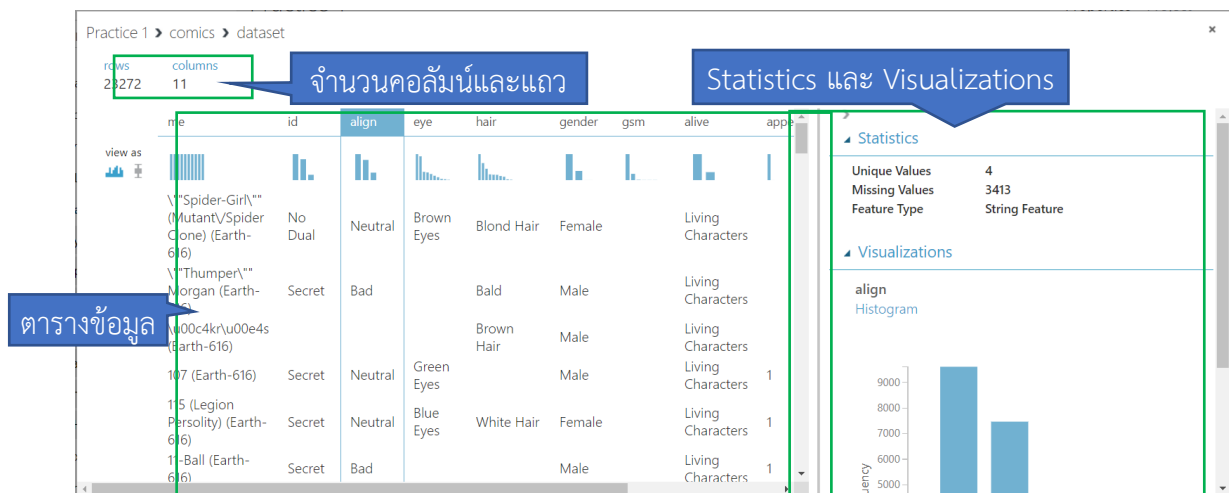 Practice 1 > comics > dataset
rows columns
23272 11
จำนวนคอลัมน์และแถว
Statistics และ Visualizations
me id align eye hair gender gsm alive appe
view as
\""Spider-Girl\""
(Mutant\/Spider
Clone) (Earth-
616)
No
Dual
Neutral
Brown
Eyes
Blond Hair
Female
Living
Characters
\""Thumper\""
Morgan (Earth-
Secret
Bad
Bald
Male
Living
Characters
\u00c4kr\u00e4s
(Earth-616)
Brown
Hair
Male
Living
Characters
107 (Earth-616)
Secret
Neutral
Green
Eyes
Male
Living
Characters
1
115 (Legion
Persolity) (Earth-
616)
Secret
Neutral
Blue
Eyes
White Hair
Female
Living
Characters
1
11-Ball (Earth-
616)
Secret
Bad
Male
Living
Characters
1
ตารางข้อมูล
Statistics
Unique Values 4
Missing Values 3413
Feature Type String Feature
Visualizations
align
Histogram
9000
8000
7000
6000
5000